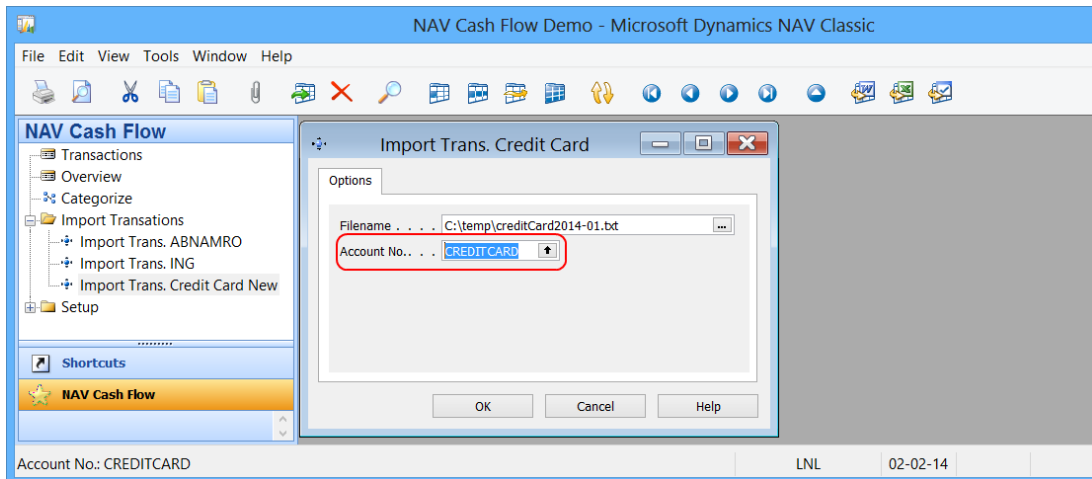 NAV Cash Flow Demo - Microsoft Dynamics NAV Classic
File Edit View Tools Window Help
NAV Cash Flow
Transactions
Overview
Categorize
Import Transations
Import Trans. ABNAMRO
Import Trans. ING
Import Trans. Credit Card New
Setup
Shortcuts
NAV Cash Flow
Import Trans. Credit Card
Options
Filename . . . . C:\temp\creditCard2014-01.txt ...
Account No.. . . CREDITCARD
OK Cancel Help
Account No.: CREDITCARD LNL 02-02-14